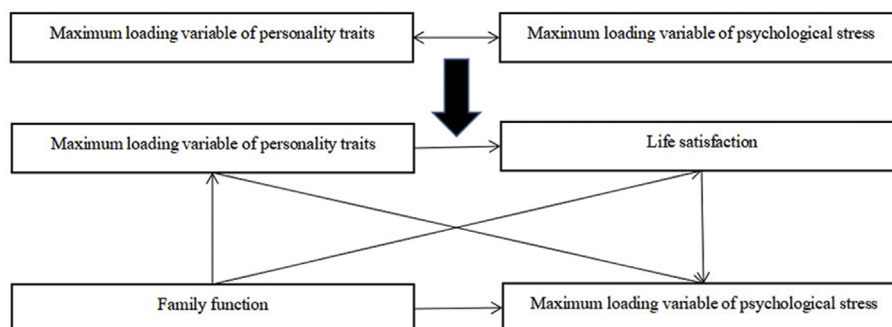 Maximum loading variable of personality traits
Maximum loading variable of psychological stress
Maximum loading variable of personality traits
Life satisfaction
Family function
Maximum loading variable of psychological stress